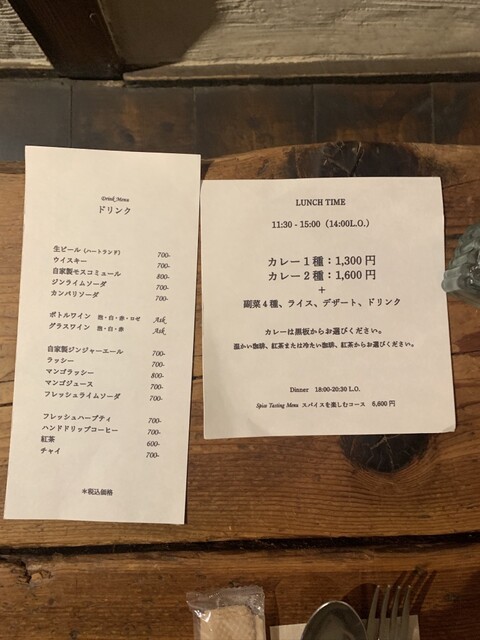 Drink Menu
ドリンク
生ビール (ハートランド) 700-
ウイスキー 700-
自家製モスコミュール 800-
ジンライムソーダ 700-
カンパリソーダ 700-
ボトルワイン 泡・白・赤・ロゼ Ask
グラスワイン 泡・白・赤 Ask
自家製ジンジャーエール 700-
ラッシー 700-
マンゴラッシー 800-
マンゴジュース 700-
フレッシュライムソーダ 700-
フレッシュハーブティ 700-
ハンドドリップコーヒー 700-
紅茶 600-
チャイ 700-
*税込価格
LUNCH TIME
11:30 - 15:00（14:00L.O.）
カレー１種：1,300 円
カレー２種：1,600 円
+
副菜４種、ライス、デザート、ドリンク
カレーは黒板からお選びください。
温かい珈琲、紅茶または冷たい珈琲、紅茶からお選びください。
Dinner 18:00-20:30 L.O.
Spice Tasting Menu スパイスを楽しむコース 6,600 円